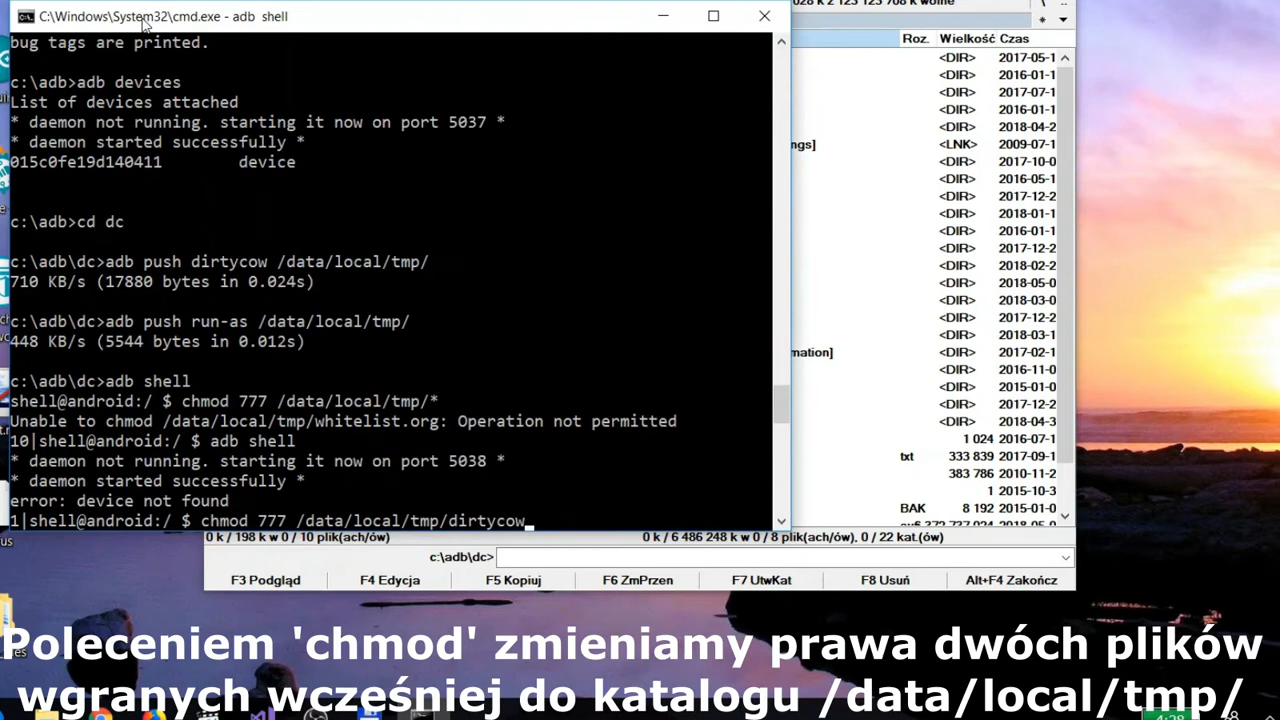 C:\Windows\System32\cmd.exe - adb  shell
bug tags are printed.
c:\adb>adb devices
List of devices attached
* daemon not running. starting it now on port 5037 *
* daemon started successfully *
015c0fe19d140411        device
c:\adb>cd dc
c:\adb\dc>adb push dirtycow /data/local/tmp/
710 KB/s (17880 bytes in 0.024s)
c:\adb\dc>adb push run-as /data/local/tmp/
448 KB/s (5544 bytes in 0.012s)
c:\adb\dc>adb shell
shell@android:/ $ chmod 777 /data/local/tmp/*
Unable to chmod /data/local/tmp/whitelist.org: Operation not permitted
10|shell@android:/ $ adb shell
* daemon not running. starting it now on port 5038 *
* daemon started successfully *
error: device not found
1|shell@android:/ $ chmod 777 /data/local/tmp/dirtycow
Roz. Wielkość Czas
<DIR> 2017-05-1
<DIR> 2016-01-1
<DIR> 2017-07-1
<DIR> 2016-01-1
<DIR> 2018-04-2
ngs] <LNK> 2009-07-1
<DIR> 2017-10-0
<DIR> 2016-05-1
<DIR> 2017-12-2
<DIR> 2018-01-1
<DIR> 2016-01-1
<DIR> 2017-12-2
<DIR> 2018-02-2
<DIR> 2018-05-0
<DIR> 2018-03-0
<DIR> 2017-12-2
<DIR> 2018-03-1
mation] <DIR> 2017-02-1
<DIR> 2016-11-0
<DIR> 2015-01-0
<DIR> 2017-12-2
<DIR> 2018-04-3
1 024 2016-07-1
txt 333 839 2017-09-1
383 786 2010-11-2
1 2015-10-3
BAK 8 192 2015-01-0
0 k / 198 k w 0 / 10 plik(ach/ów) 0 k / 6 486 248 k w 0 / 8 plik(ach/ów), 0 / 22 kat.(ów)
c:\adb\dc>
F3 Podgląd F4 Edycja F5 Kopiuj F6 ZmPrzen F7 UtwKat F8 Usuń Alt+F4 Zakończ
Poleceniem 'chmod' zmieniamy prawa dwóch plików
wgranych wcześniej do katalogu /data/local/tmp/